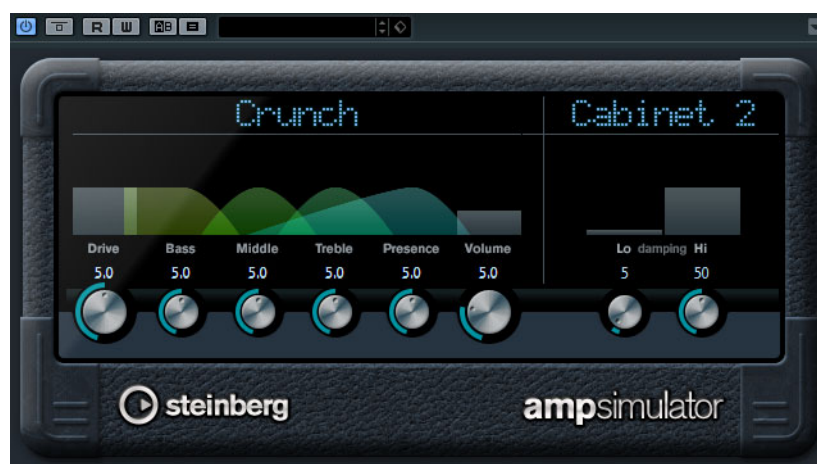 R W AB
Crunch Cabinet 2
Drive Bass Middle Treble Presence Volume Lo damping Hi
5.0 5.0 5.0 5.0 5.0 5.0 5 50
steinberg ampsimulator